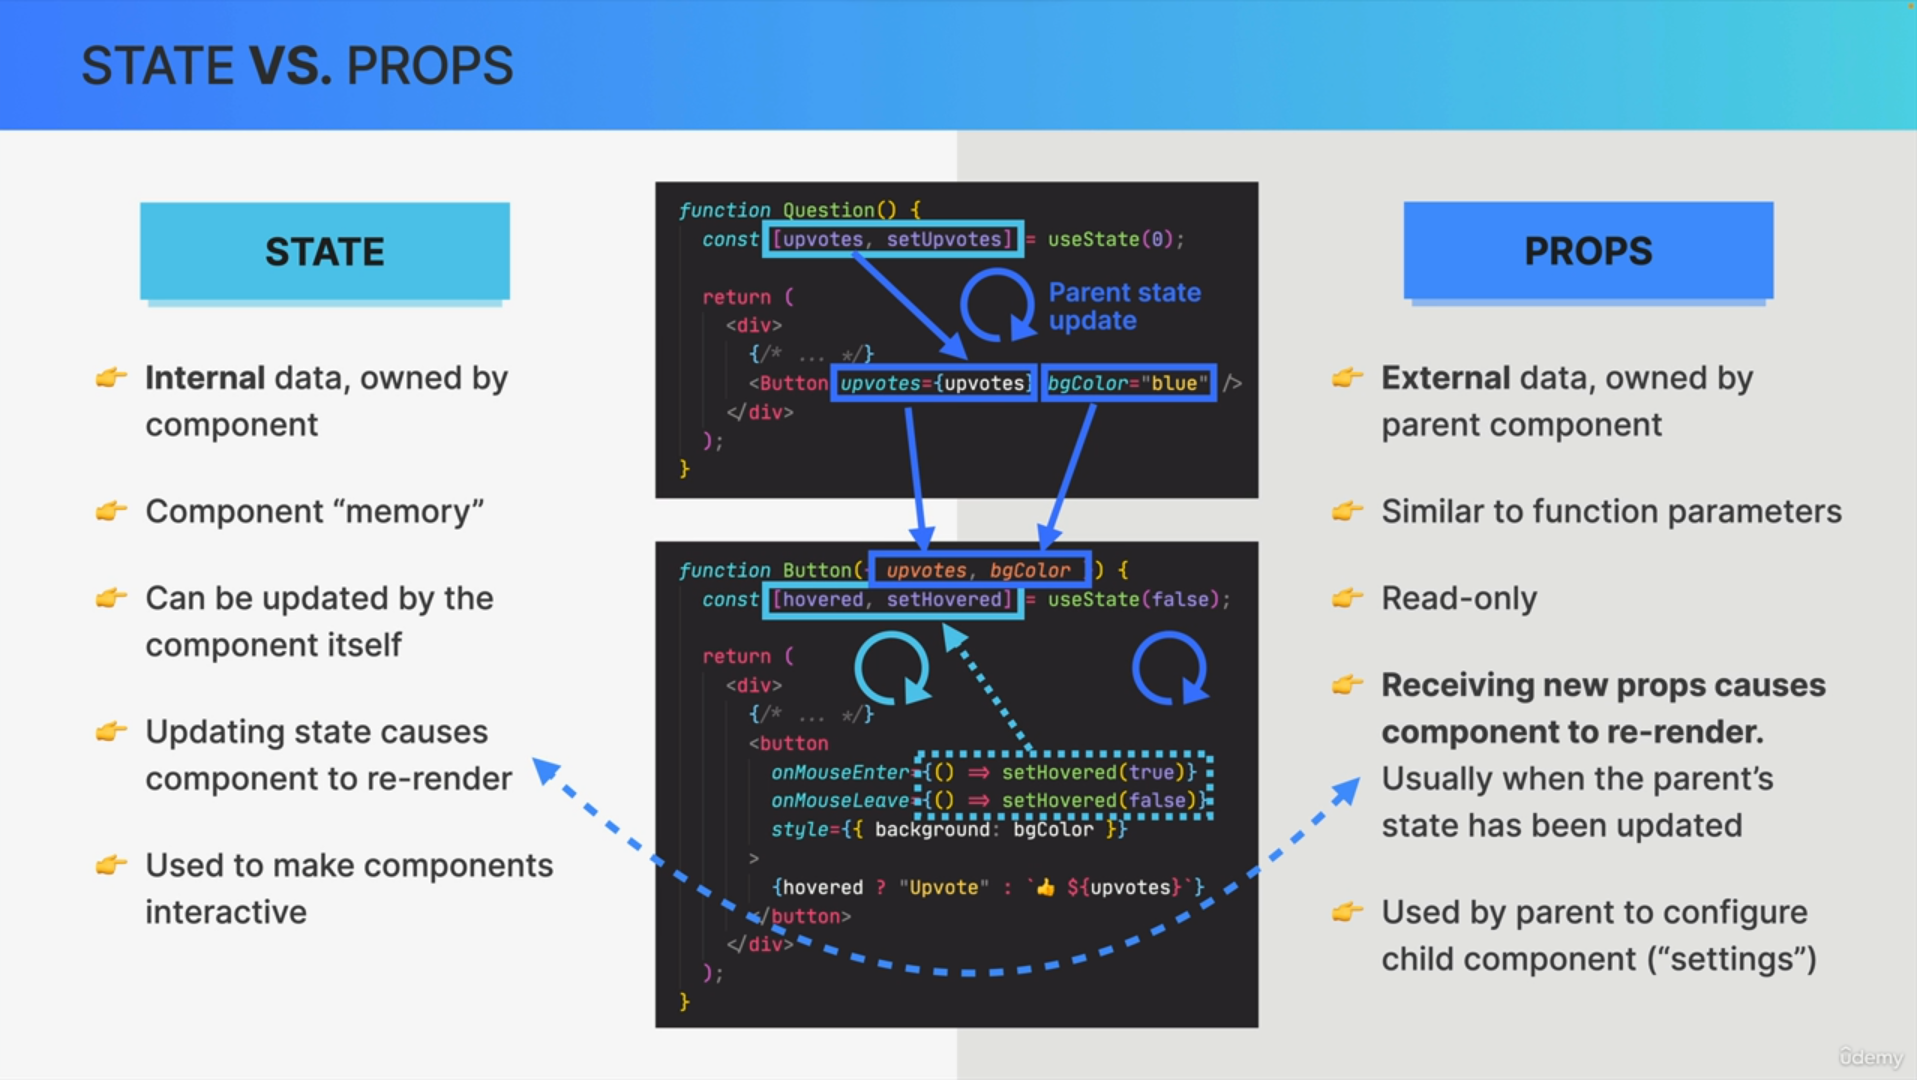 STATE VS. PROPS
STATE
👉 Internal data, owned by
component
👉 Component “memory”
👉 Can be updated by the
component itself
👉 Updating state causes
component to re-render
👉 Used to make components
interactive
function Question() {
const [upvotes, setUpvotes] = useState(0);
return (
<div>
{/* ... */}
<Button upvotes={upvotes} bgColor="blue" />
</div>
);
}
Parent state
update
function Button({ upvotes, bgColor }) {
const [hovered, setHovered] = useState(false);
return (
<div>
{/* ... */}
<button
onMouseEnter={() => setHovered(true)}
onMouseLeave={() => setHovered(false)}
style={{ background: bgColor }}
>
{hovered ? "Upvote" : `👍 ${upvotes}`}
</button>
</div>
);
}
PROPS
👉 External data, owned by
parent component
👉 Similar to function parameters
👉 Read-only
👉 Receiving new props causes
component to re-render.
Usually when the parent’s
state has been updated
👉 Used by parent to configure
child component (“settings”)
ûdemy